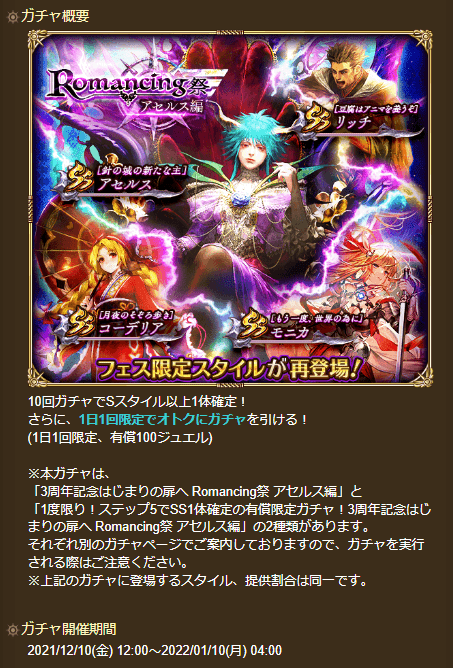 ガチャ概要
Romancing祭
アセルス編
SS [豆腐はアニマを養うぞ]
リッチ
SS [針の城の新たな主]
アセルス
SS [月夜のそぞろ歩き]
コーデリア
SS [もう一度、世界の為に]
モニカ
フェス限定スタイルが再登場!
10回ガチャでSスタイル以上1体確定!
さらに、1日1回限定でオトクにガチャを引ける!
(1日1回限定、有償100ジュエル)
※本ガチャは、
「3周年記念はじまりの扉へ Romancing祭 アセルス編」と
「1度限り!ステップ5でSS1体確定の有償限定ガチャ!3周年記念はじ
まりの扉へ Romancing祭 アセルス編」の2種類があります。
それぞれ別のガチャページでご案内しておりますので、ガチャを実行
される際はご注意ください。
※上記のガチャに登場するスタイル、提供割合は同一です。
ガチャ開催期間
2021/12/10(金) 12:00～2022/01/10(月) 04:00